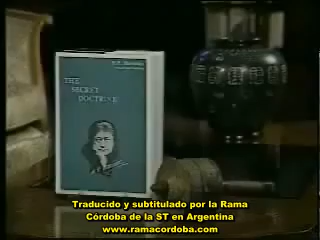 THE
SECRET
DOCTRINE
Traducido y subtitulado por la Rama
Córdoba de la ST en Argentina
www.ramacordoba.com